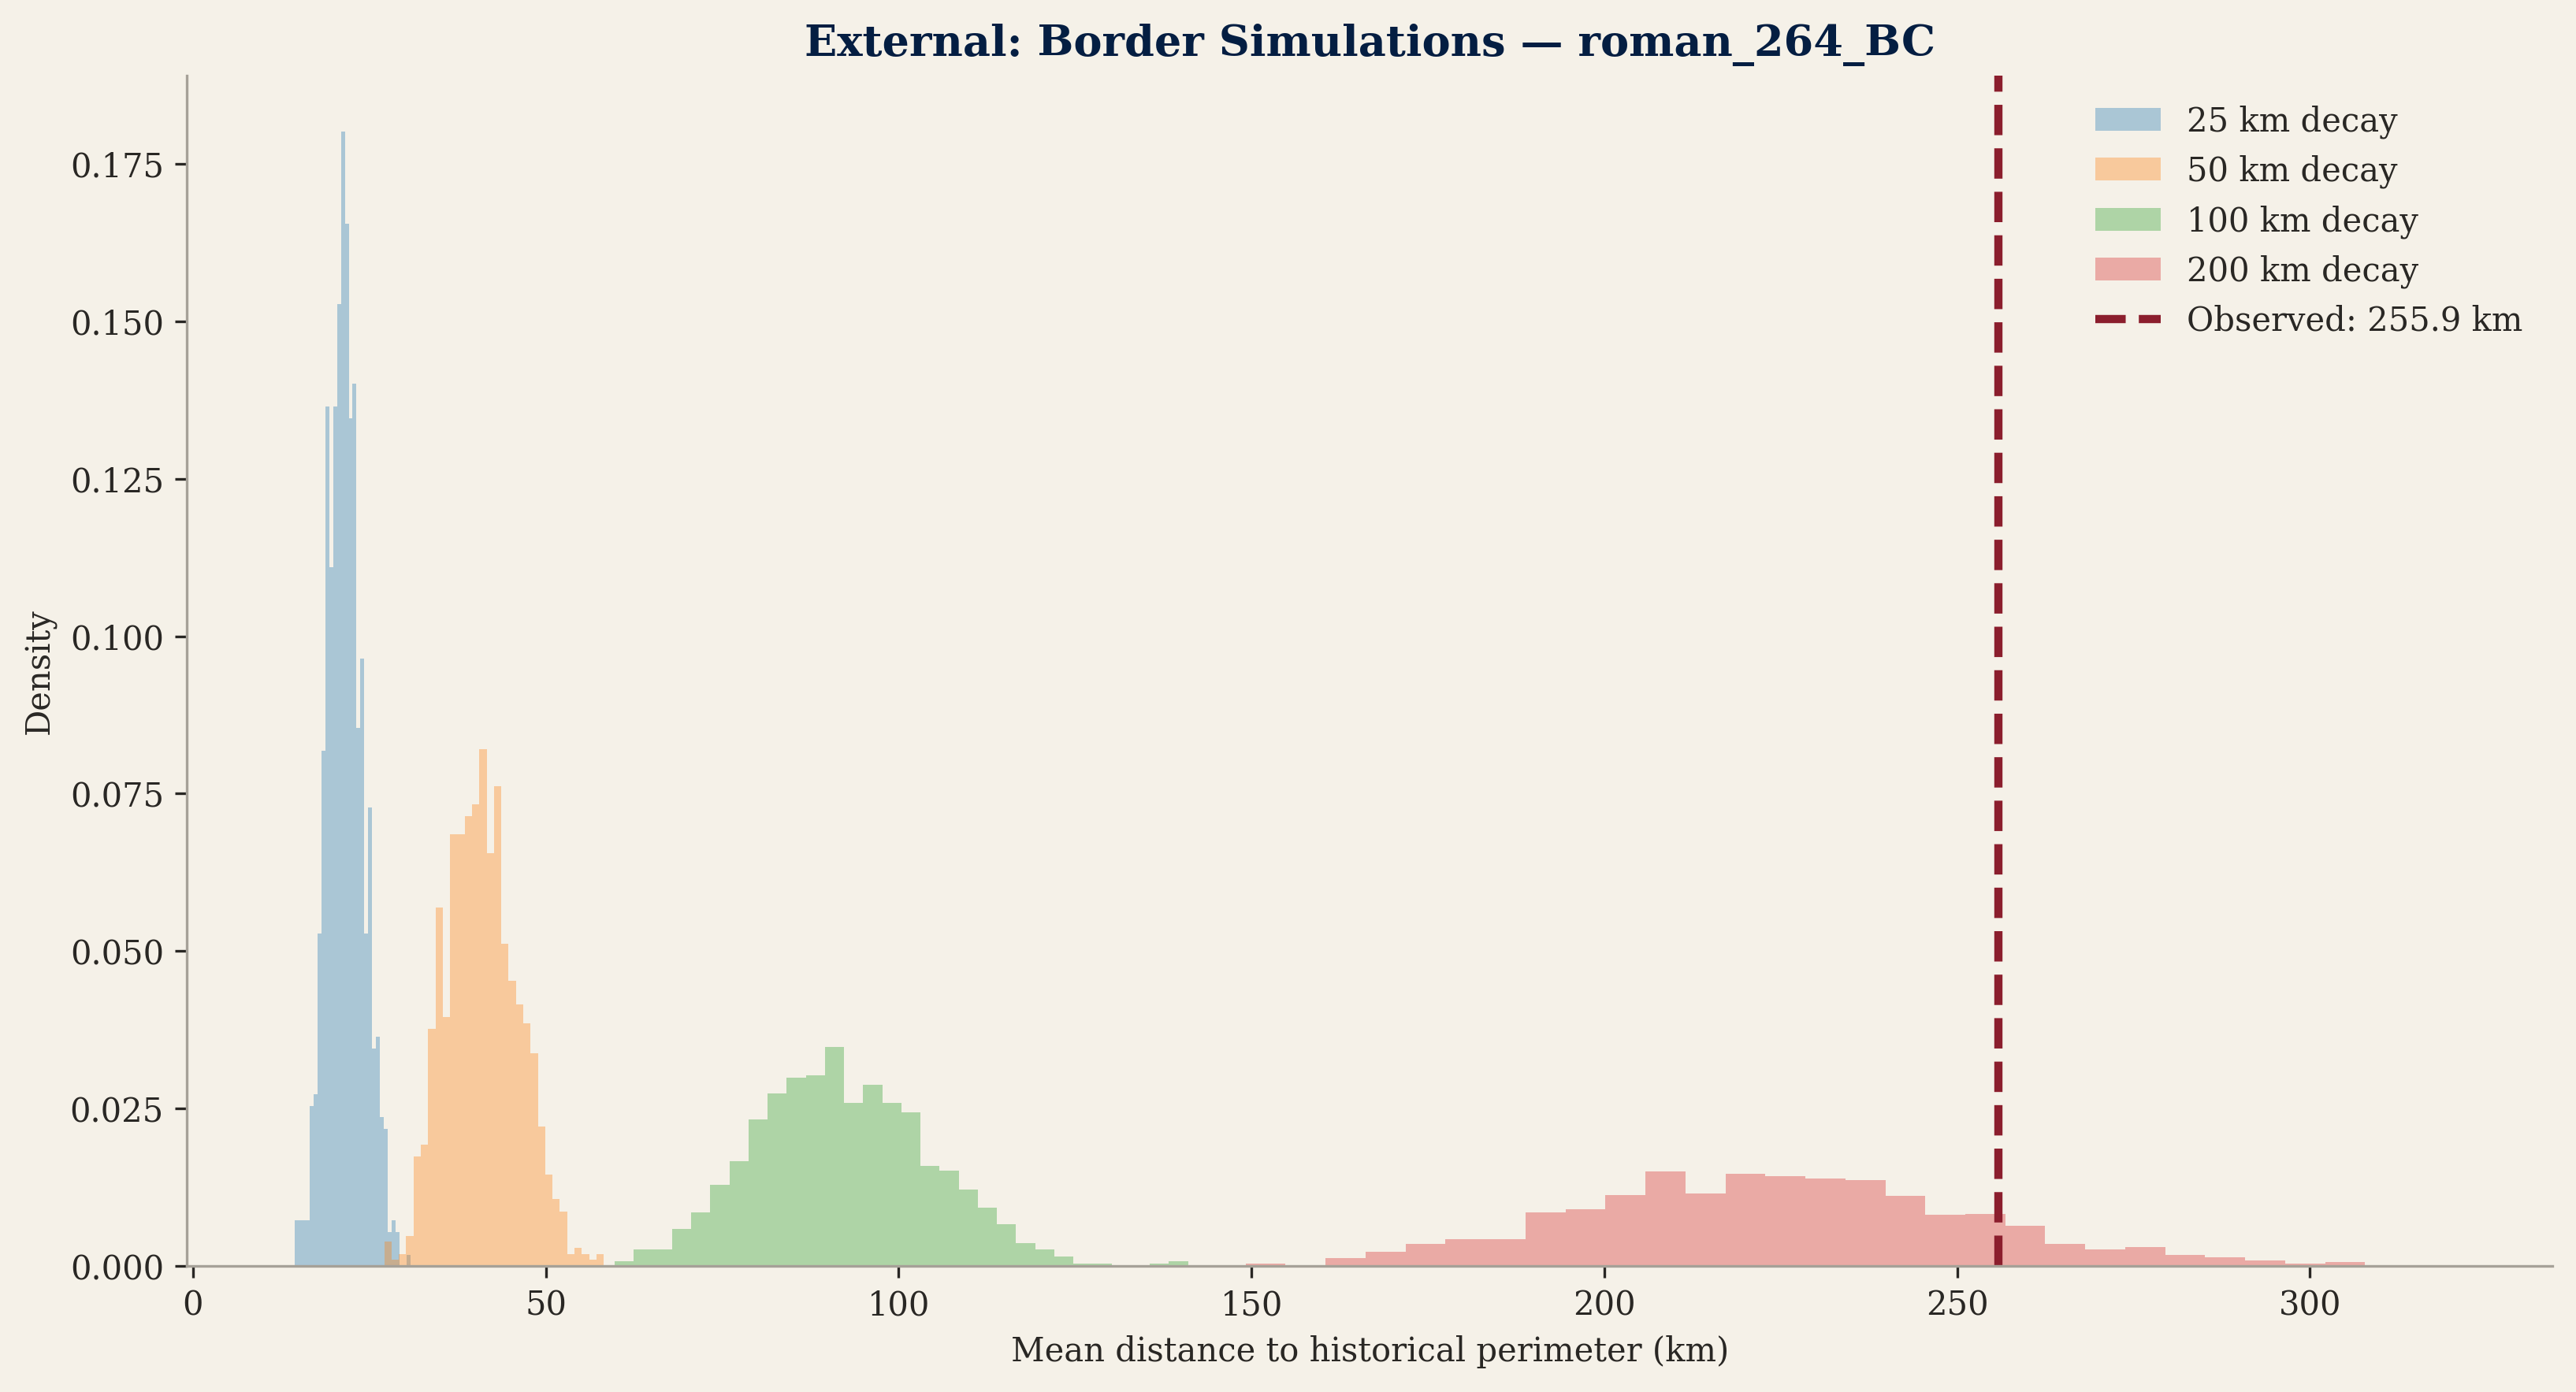 External: Border Simulations — roman_264_BC
25 km decay
50 km decay
100 km decay
200 km decay
Observed: 255.9 km
Density
0.175
0.150
0.125
0.100
0.075
0.050
0.025
0.000
0 50 100 150 200 250 300
Mean distance to historical perimeter (km)